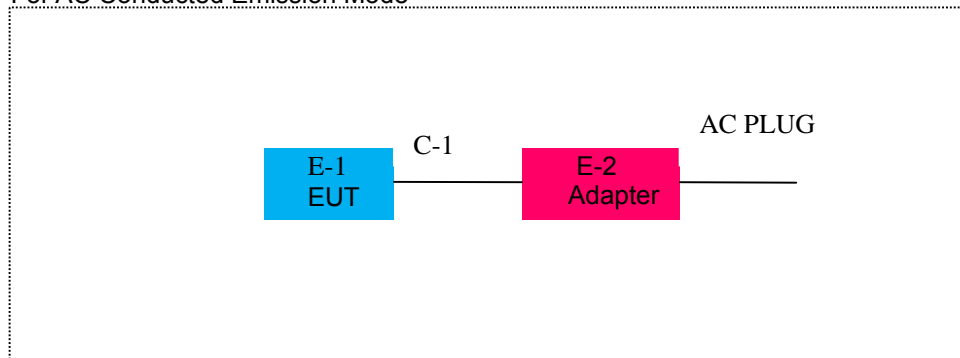 For AC Conducted Emission Mode
AC PLUG
C-1
E-1
EUT
E-2
Adapter